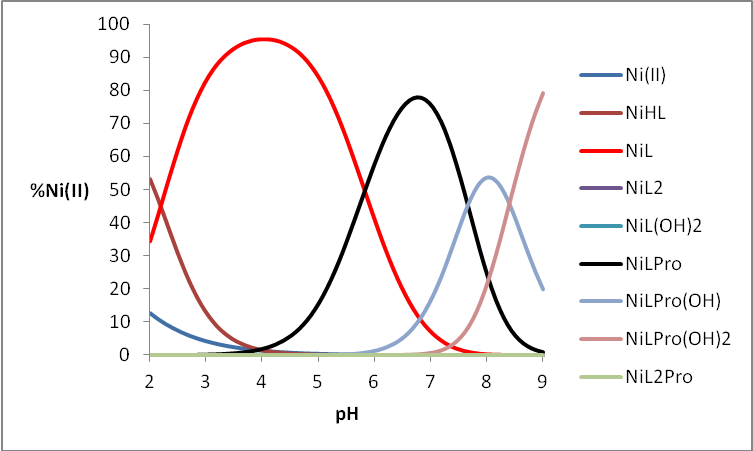 100
90
80
70
60
50
40
30
20
10
0
%Ni(II)
2 3 4 5 6 7 8 9
pH
Ni(II)
NiHL
NiL
NiL2
NiL(OH)2
NiLPro
NiLPro(OH)
NiLPro(OH)2
NiL2Pro